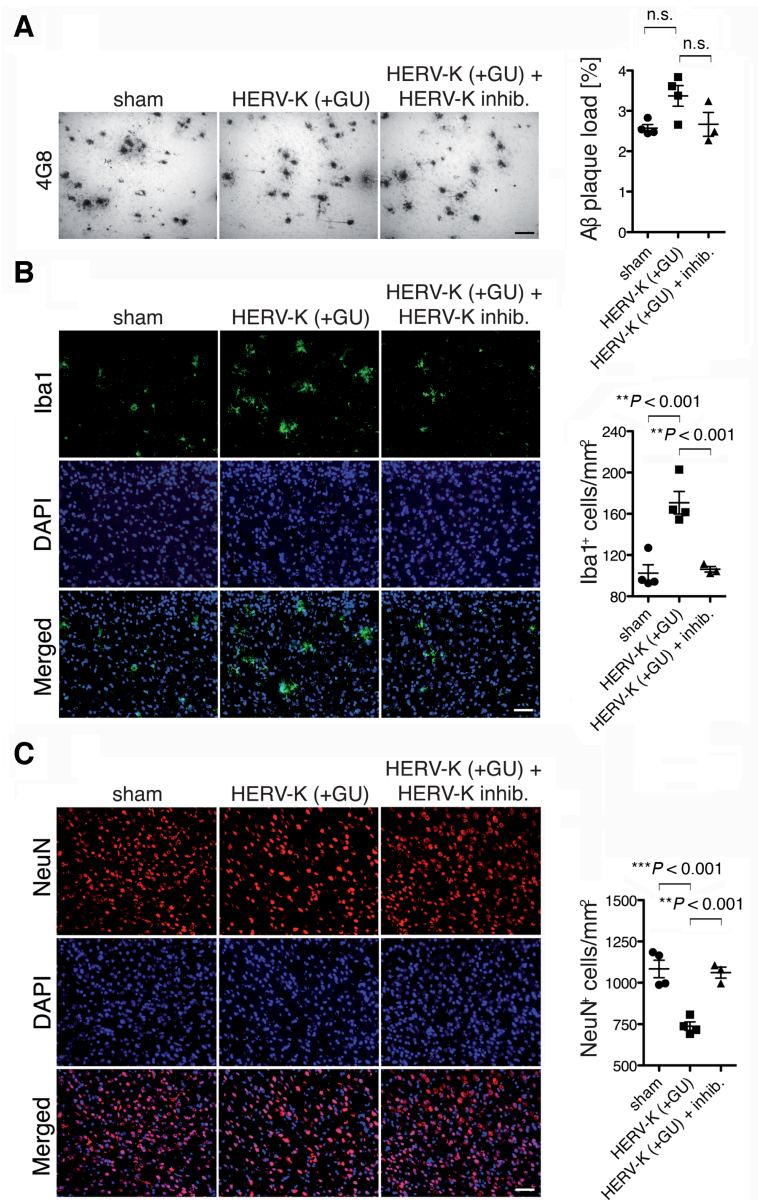 A
sham
HERV-K (+GU)
HERV-K (+GU) +
HERV-K inhib.
4G8
n.s.
n.s.
Aβ plaque load [%]
4
3
2
1
0
sham
HERV-K (+GU)
HERV-K (+GU) + inhib.
B
sham
HERV-K (+GU)
HERV-K (+GU) +
HERV-K inhib.
Iba1
DAPI
Merged
**P < 0.001
**P < 0.001
Iba1+ cells/mm2
240
200
160
120
80
sham
HERV-K (+GU)
HERV-K (+GU) + inhib.
C
sham
HERV-K (+GU)
HERV-K (+GU) +
HERV-K inhib.
NeuN
DAPI
Merged
***P < 0.001
**P < 0.001
NeuN+ cells/mm2
1500
1250
1000
750
500
sham
HERV-K (+GU)
HERV-K (+GU) + inhib.